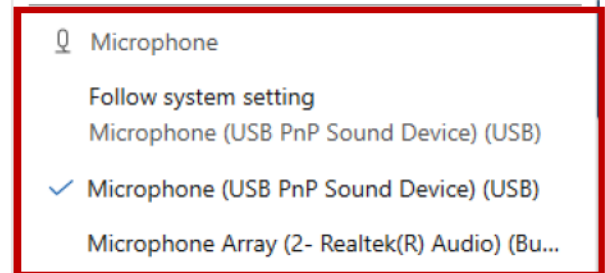 Microphone
Follow system setting
Microphone (USB PnP Sound Device) (USB)
Microphone (USB PnP Sound Device) (USB)
Microphone Array (2- Realtek(R) Audio) (Bu...